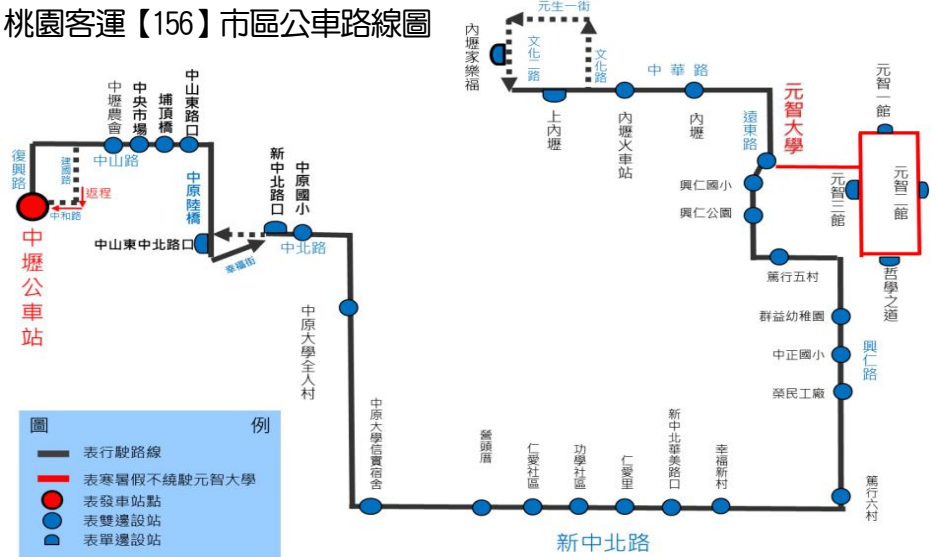 桃園客運【156】市區公車路線圖
元生一街
內壢家樂福
文化二路
文化路
中華路
上內壢
內壢火車站
內壢
遠東路
元智大學
元智一館
元智二館
元智三館
哲學之道
興仁國小
興仁公園
篤行五村
群益幼稚園
中正國小
榮民工廠
興仁路
篤行六村
中壢農會
中央市場
埔頂橋
中山東路口
中山路
復興路
建國路
返程
中和路
中壢公車站
中原陸橋
中山東中北路口
幸福街
新中北路口
中原國小
中北路
中原大學全人村
中原大學信實宿舍
營頭厝
仁愛社區
功學社區
仁愛里
新中北華美路口
幸福新村
新中北路
圖例
表行駛路線
表寒暑假不繞駛元智大學
表發車站點
表雙邊設站
表單邊設站